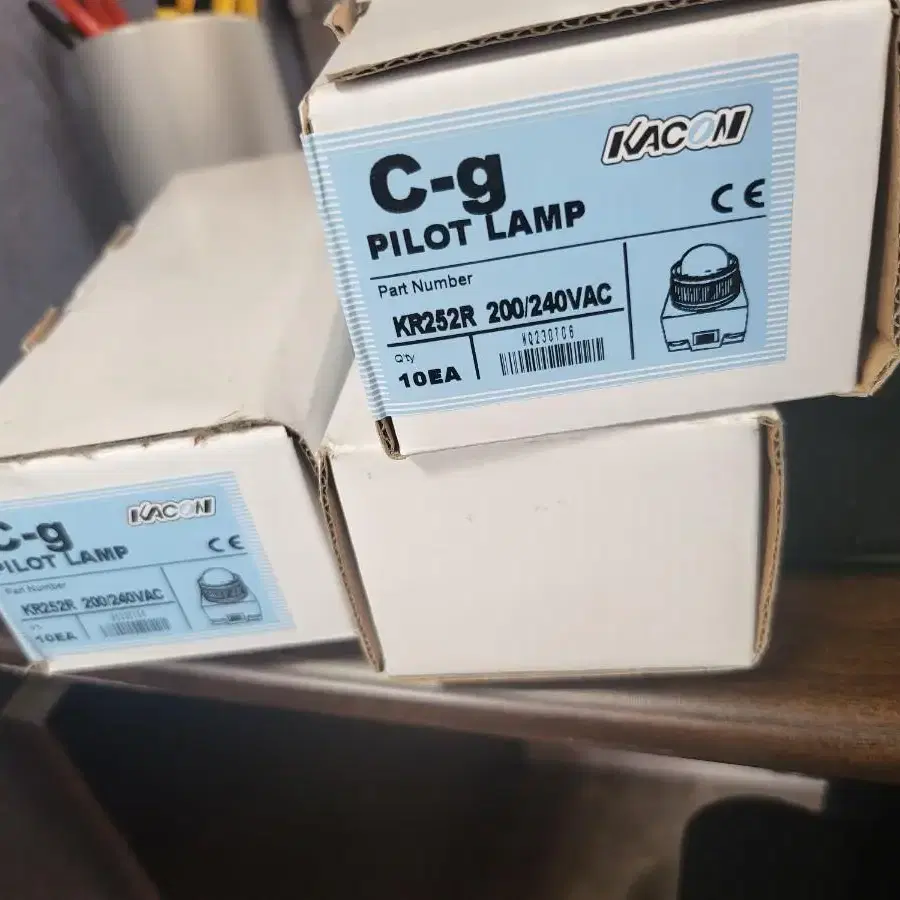 KACON
C-g
CE
PILOT LAMP
Part Number
KR252R 200/240VAC
Q'ty
10EA
WQ230706
KACON
C-g
CE
PILOT LAMP
Part Number
KR252R 200/240VAC
10EA